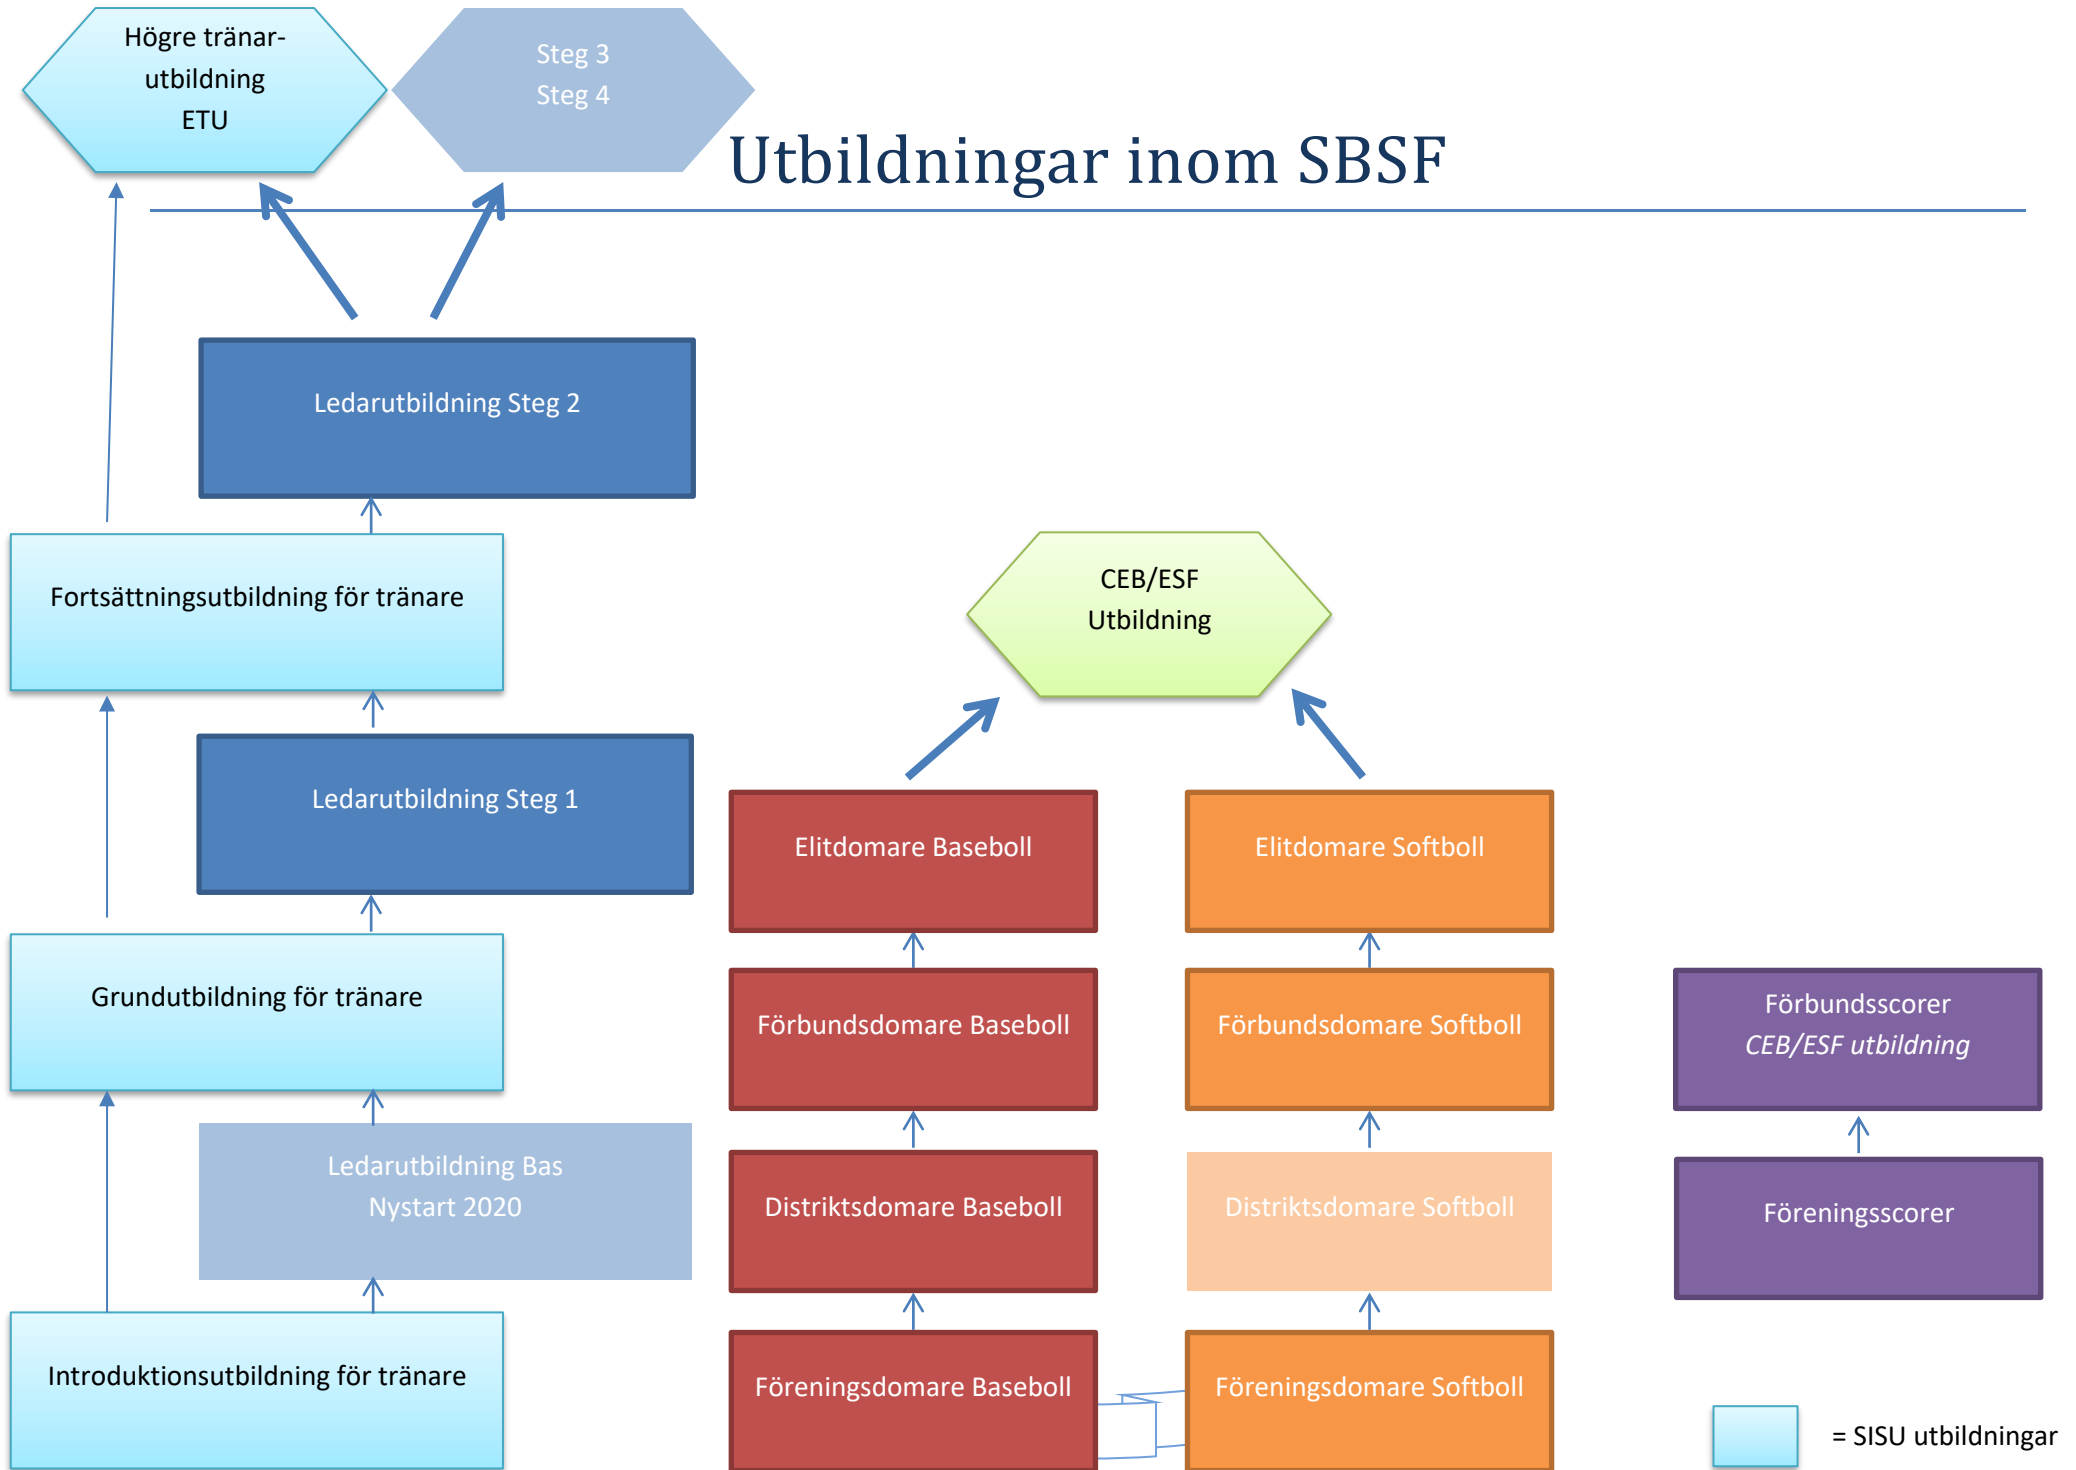 Högre tränar-
utbildning
ETU
Steg 3
Steg 4
Utbildningar inom SBSF
Ledarutbildning Steg 2
Fortsättningsutbildning för tränare
CEB/ESF
Utbildning
Ledarutbildning Steg 1
Elitdomare Baseboll
Elitdomare Softboll
Grundutbildning för tränare
Förbundsdomare Baseboll
Förbundsdomare Softboll
Förbundsscorer
CEB/ESF utbildning
Ledarutbildning Bas
Nystart 2020
Distriktsdomare Baseboll
Distriktsdomare Softboll
Föreningsscorer
Introduktionsutbildning för tränare
Föreningsdomare Baseboll
Föreningsdomare Softboll
= SISU utbildningar